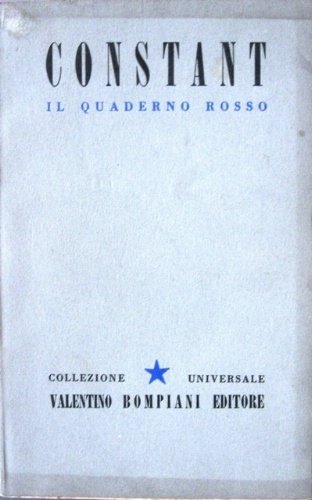 CONSTANT
IL QUADERNO ROSSO
COLLEZIONE UNIVERSALE
VALENTINO BOMPIANI EDITORE